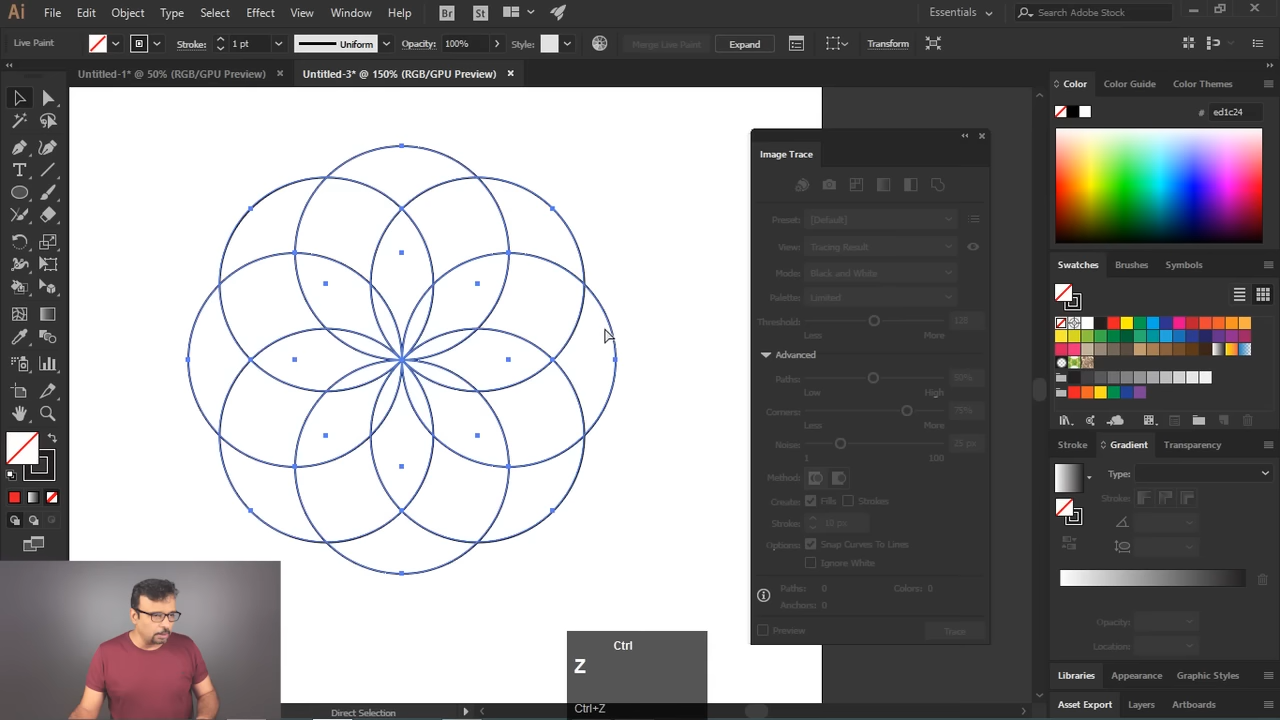 Ai File Edit Object Type Select Effect View Window Help Br St Essentials Search Adobe Stock
Live Paint Stroke: 1 pt Uniform Opacity: 100% Style: Merge Live Paint Expand Transform
Untitled-1* @ 50% (RGB/GPU Preview) × Untitled-3* @ 150% (RGB/GPU Preview) ×
Image Trace
Preset: [Default]
View: Tracing Result
Mode: Black and White
Palette: Limited
Threshold: 128
Less More
Advanced
Paths: 50%
Low High
Corners: 75%
Less More
Noise: 25 px
1 100
Method:
Create: Fills Strokes
Stroke: 10 px
Options: Snap Curves To Lines
Ignore White
Paths: 0 Colors: 0
Anchors: 0
Preview Trace
Color Color Guide Color Themes
# ed1c24
Swatches Brushes Symbols
Stroke Gradient Transparency
Type:
Stroke:
Opacity:
Location:
Libraries Appearance Graphic Styles
Asset Export Layers Artboards
Ctrl
Z
Ctrl+Z
Direct Selection